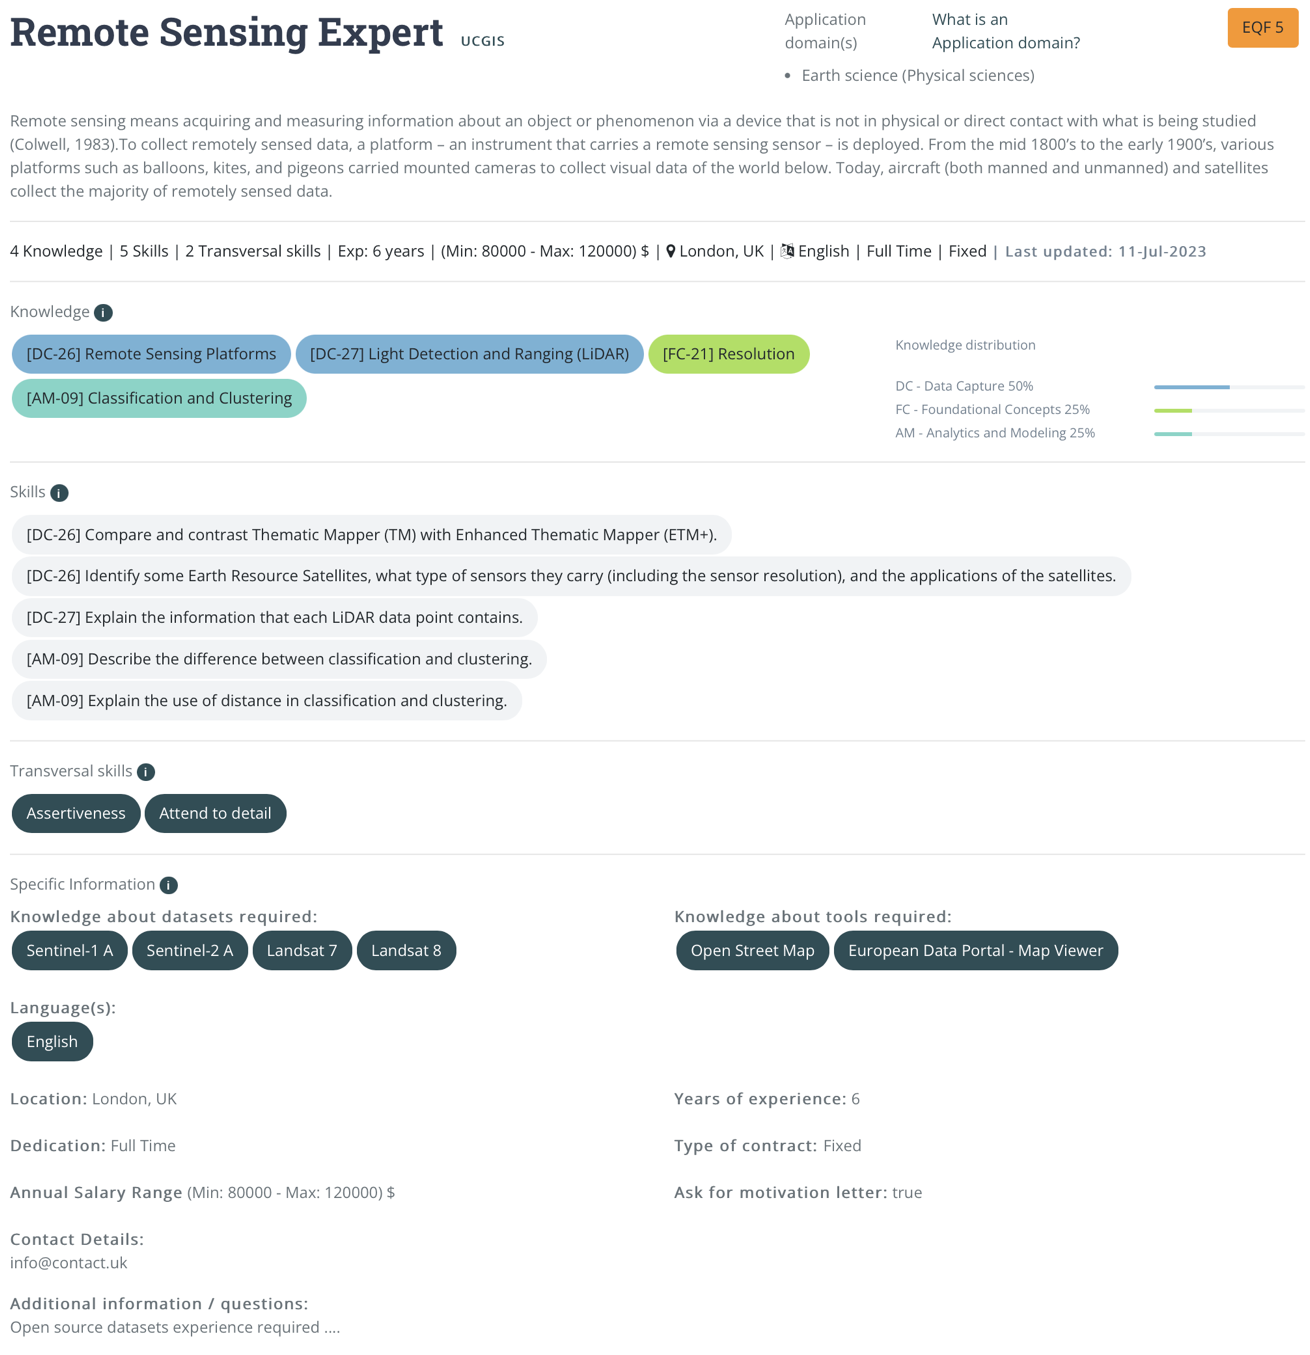 Remote Sensing Expert UCGIS
Application domain(s)
What is an Application domain?
EQF 5
• Earth science (Physical sciences)
Remote sensing means acquiring and measuring information about an object or phenomenon via a device that is not in physical or direct contact with what is being studied
(Colwell, 1983).To collect remotely sensed data, a platform – an instrument that carries a remote sensing sensor – is deployed. From the mid 1800’s to the early 1900’s, various
platforms such as balloons, kites, and pigeons carried mounted cameras to collect visual data of the world below. Today, aircraft (both manned and unmanned) and satellites
collect the majority of remotely sensed data.
4 Knowledge | 5 Skills | 2 Transversal skills | Exp: 6 years | (Min: 80000 - Max: 120000) $ | London, UK | English | Full Time | Fixed | Last updated: 11-Jul-2023
Knowledge i
[DC-26] Remote Sensing Platforms [DC-27] Light Detection and Ranging (LiDAR) [FC-21] Resolution
[AM-09] Classification and Clustering
Knowledge distribution
DC - Data Capture 50%
FC - Foundational Concepts 25%
AM - Analytics and Modeling 25%
Skills i
[DC-26] Compare and contrast Thematic Mapper (TM) with Enhanced Thematic Mapper (ETM+).
[DC-26] Identify some Earth Resource Satellites, what type of sensors they carry (including the sensor resolution), and the applications of the satellites.
[DC-27] Explain the information that each LiDAR data point contains.
[AM-09] Describe the difference between classification and clustering.
[AM-09] Explain the use of distance in classification and clustering.
Transversal skills i
Assertiveness Attend to detail
Specific Information i
Knowledge about datasets required:
Sentinel-1 A Sentinel-2 A Landsat 7 Landsat 8
Knowledge about tools required:
Open Street Map European Data Portal - Map Viewer
Language(s):
English
Location: London, UK
Years of experience: 6
Dedication: Full Time
Type of contract: Fixed
Annual Salary Range (Min: 80000 - Max: 120000) $
Ask for motivation letter: true
Contact Details:
info@contact.uk
Additional information / questions:
Open source datasets experience required ....